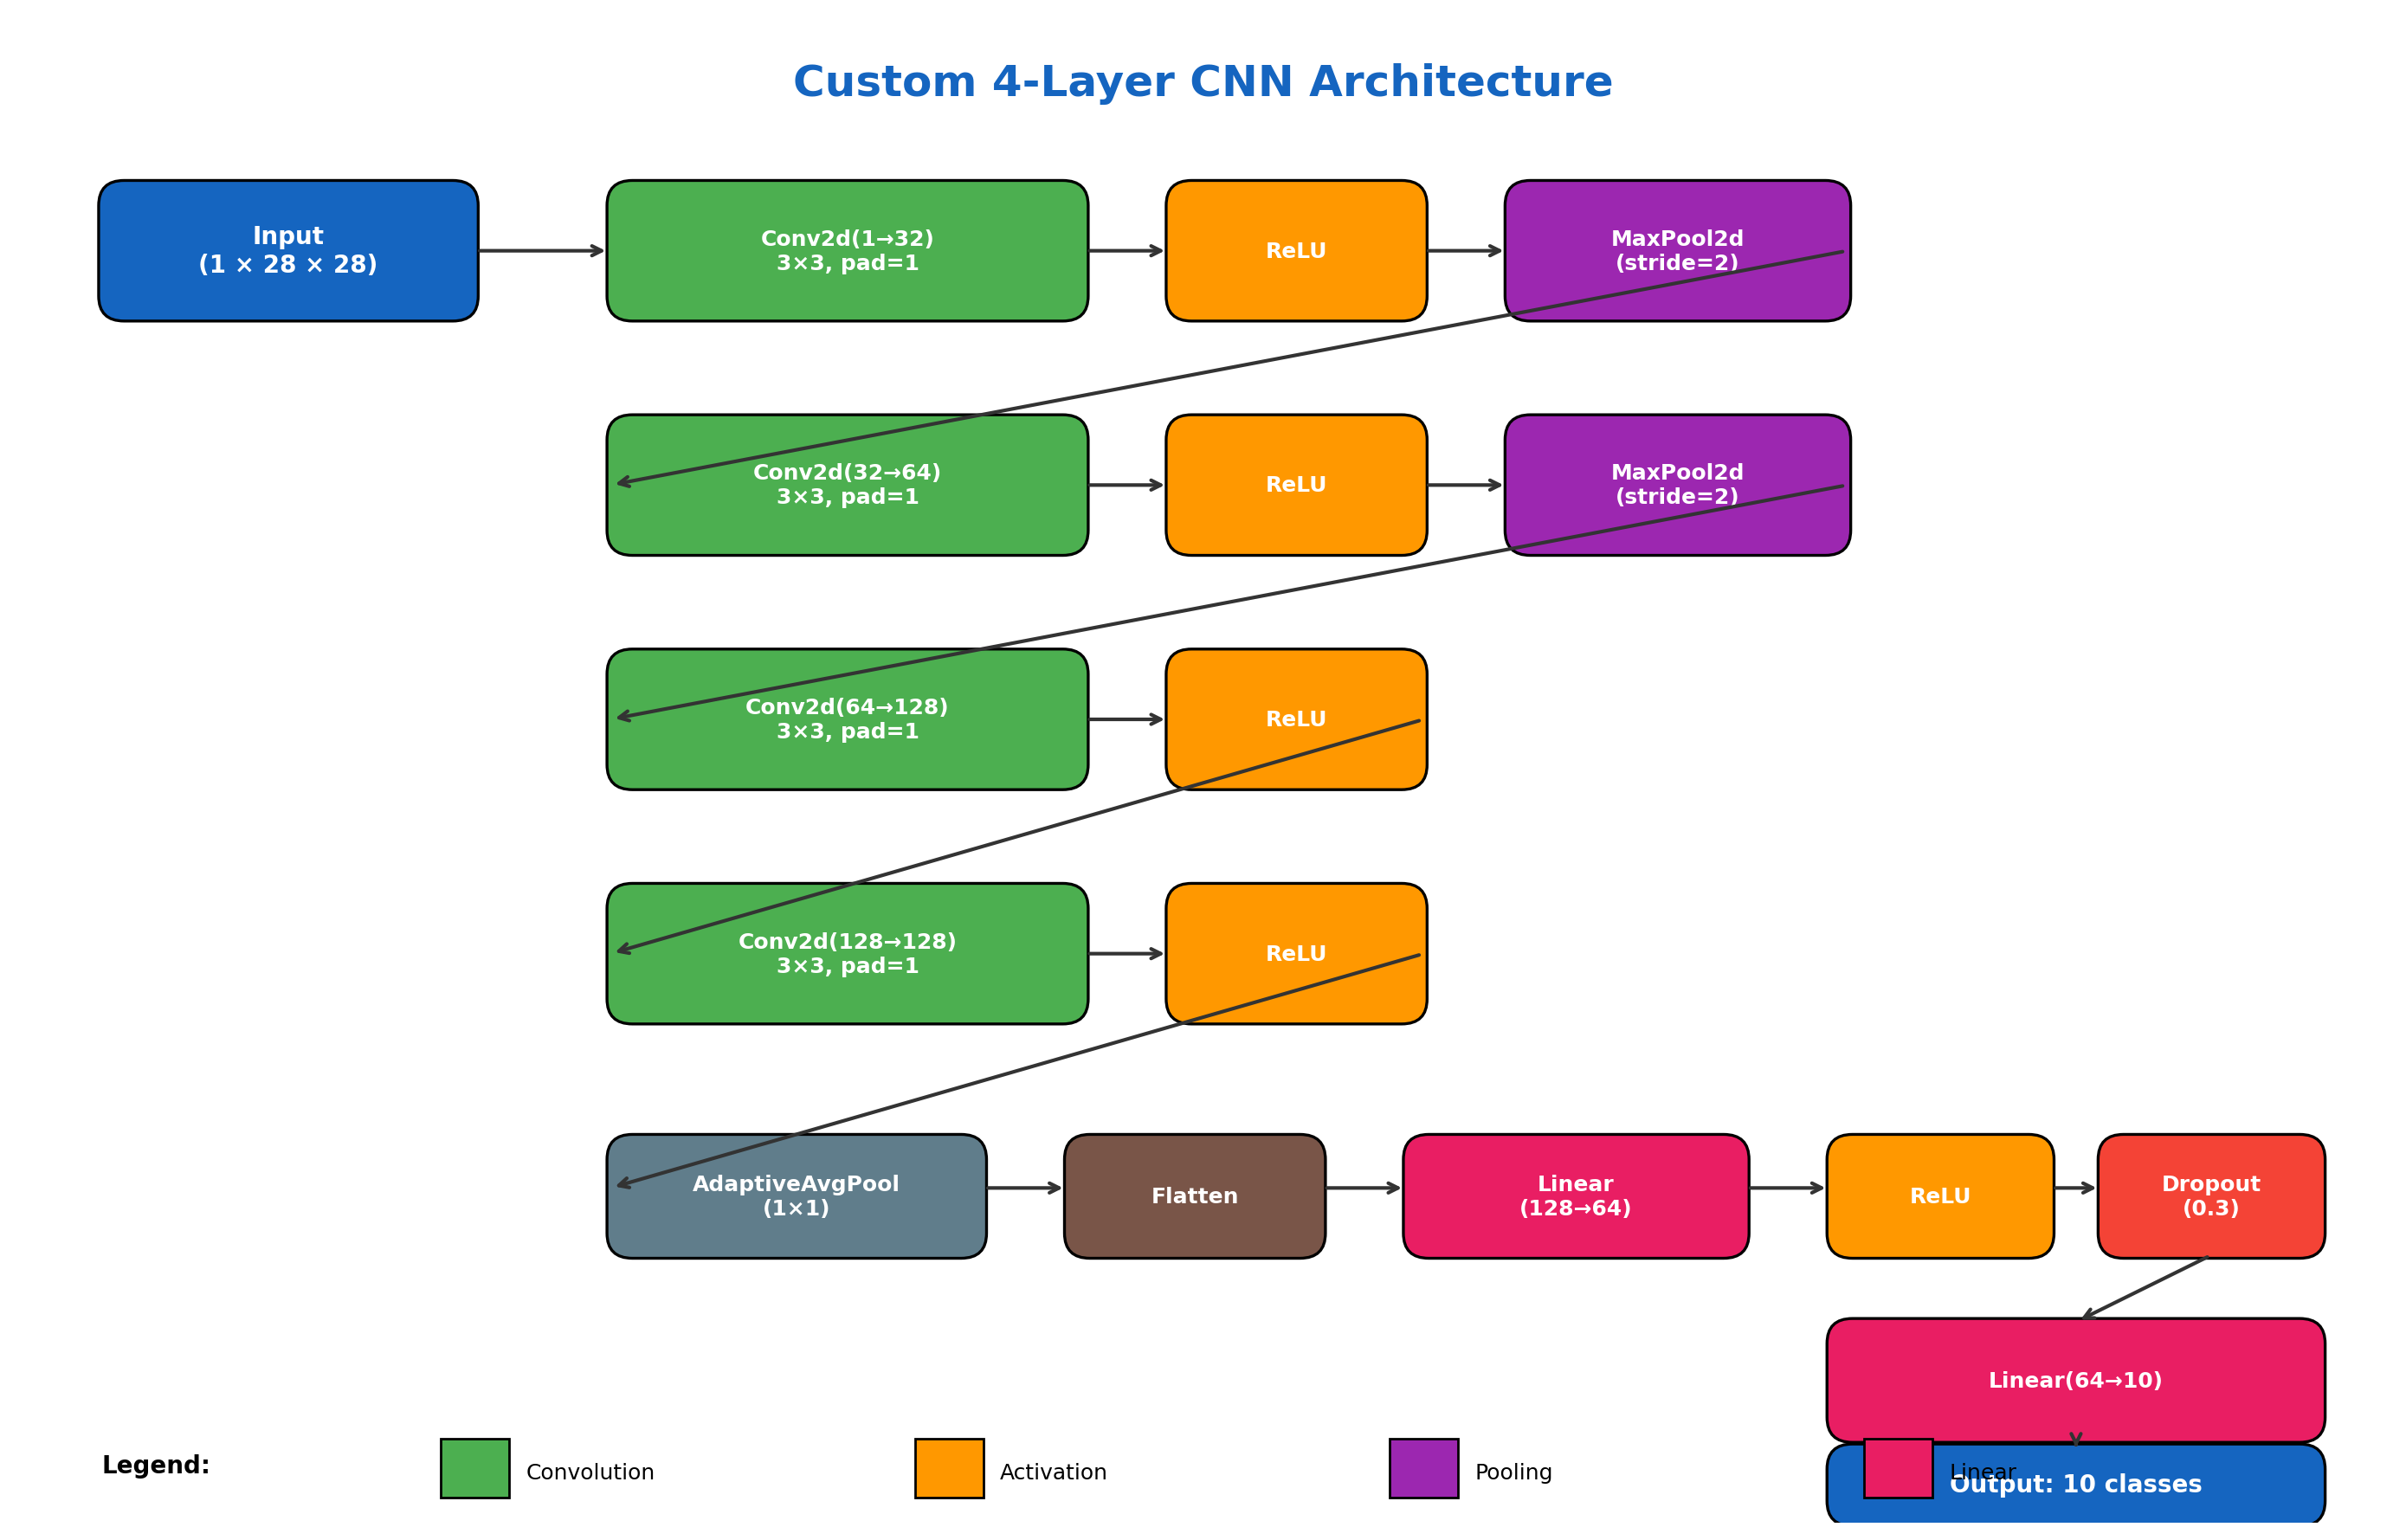 Custom 4-Layer CNN Architecture
Input
(1 × 28 × 28)
Conv2d(1→32)
3×3, pad=1
ReLU
MaxPool2d
(stride=2)
Conv2d(32→64)
3×3, pad=1
ReLU
MaxPool2d
(stride=2)
Conv2d(64→128)
3×3, pad=1
ReLU
Conv2d(128→128)
3×3, pad=1
ReLU
AdaptiveAvgPool
(1×1)
Flatten
Linear
(128→64)
ReLU
Dropout
(0.3)
Linear(64→10)
Output: 10 classes
Legend:
Convolution
Activation
Pooling
Linear